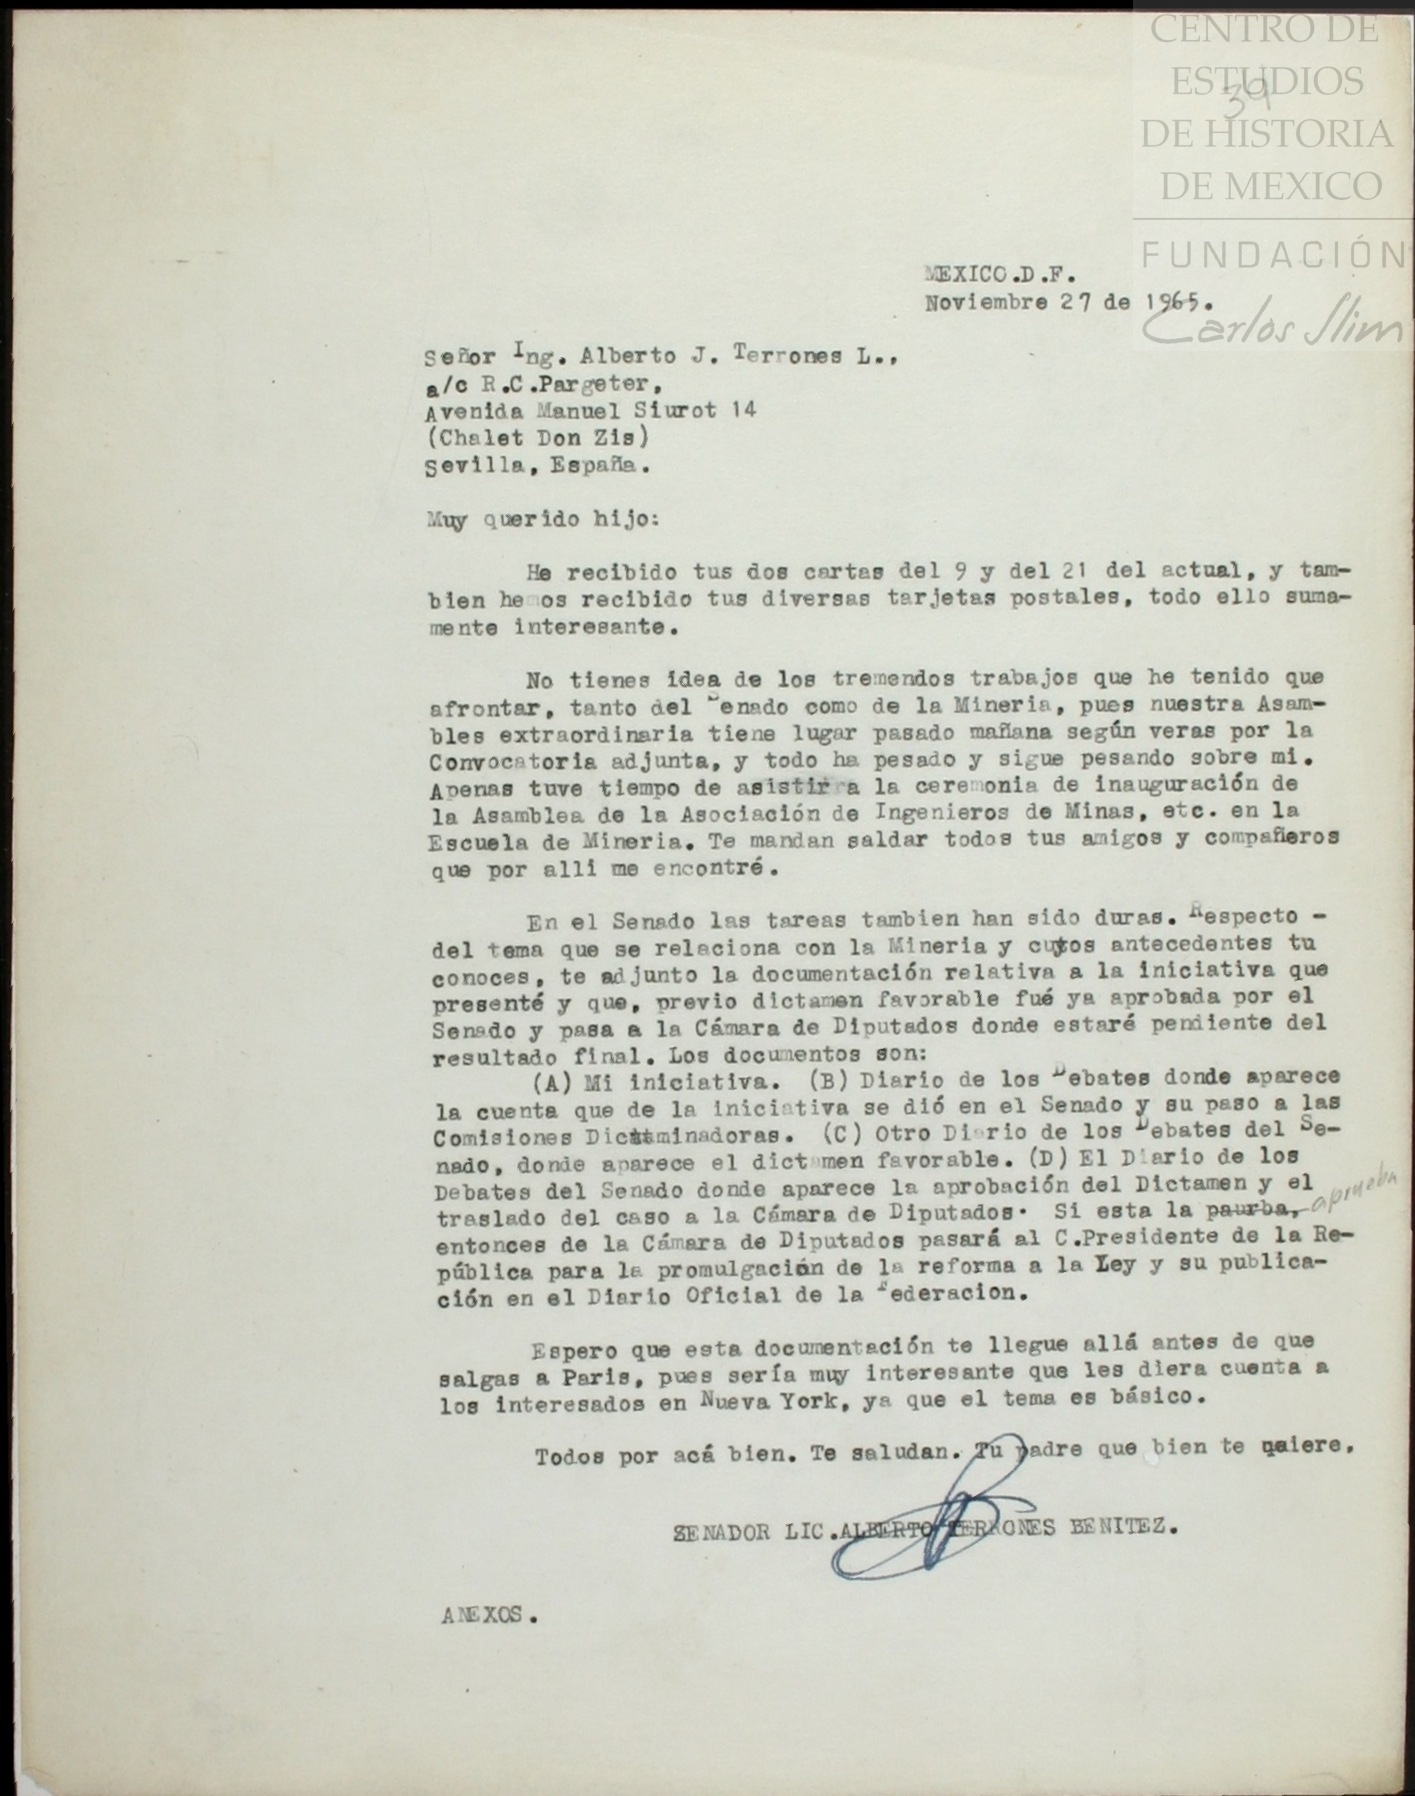 CENTRO DE
ESTUDIOS
39
DE HISTORIA
DE MEXICO
FUNDACIÓN
Carlos Slim
MEXICO.D.F.
Noviembre 27 de 1965.
Señor Ing. Alberto J. Terrones L.,
a/c R.C.Pargeter,
Avenida Manuel Siurot 14
(Chalet Don Zis)
Sevilla, España.
Muy querido hijo:
He recibido tus dos cartas del 9 y del 21 del actual, y tam-
bien hemos recibido tus diversas tarjetas postales, todo ello suma-
mente interesante.
No tienes idea de los tremendos trabajos que he tenido que
afrontar, tanto del Senado como de la Mineria, pues nuestra Asam-
bles extraordinaria tiene lugar pasado mañana según veras por la
Convocatoria adjunta, y todo ha pesado y sigue pesando sobre mi.
Apenas tuve tiempo de asistir a la ceremonia de inauguración de
la Asamblea de la Asociación de Ingenieros de Minas, etc. en la
Escuela de Mineria. Te mandan saldar todos tus amigos y compañeros
que por alli me encontré.
En el Senado las tareas tambien han sido duras. Respecto -
del tema que se relaciona con la Mineria y cuyos antecedentes tu
conoces, te adjunto la documentación relativa a la iniciativa que
presenté y que, previo dictamen favorable fué ya aprobada por el
Senado y pasa a la Cámara de Diputados donde estaré pendiente del
resultado final. Los documentos son:
(A) Mi iniciativa. (B) Diario de los Debates donde aparece
la cuenta que de la iniciativa se dió en el Senado y su paso a las
Comisiones Dictaminadoras. (C) Otro Diario de los Debates del Se-
nado, donde aparece el dictamen favorable. (D) El Diario de los
Debates del Senado donde aparece la aprobación del Dictamen y el
traslado del caso a la Cámara de Diputados. Si esta la paurba, aprueba
entonces de la Cámara de Diputados pasará al C.Presidente de la Re-
pública para la promulgación de la reforma a la Ley y su publica-
ción en el Diario Oficial de la Federacion.
Espero que esta documentación te llegue allá antes de que
salgas a Paris, pues sería muy interesante que les diera cuenta a
los interesados en Nueva York, ya que el tema es básico.
Todos por acá bien. Te saludan. Tu padre que bien te quiere.
SENADOR LIC.ALBERTO TERRONES BENITEZ.
ANEXOS.